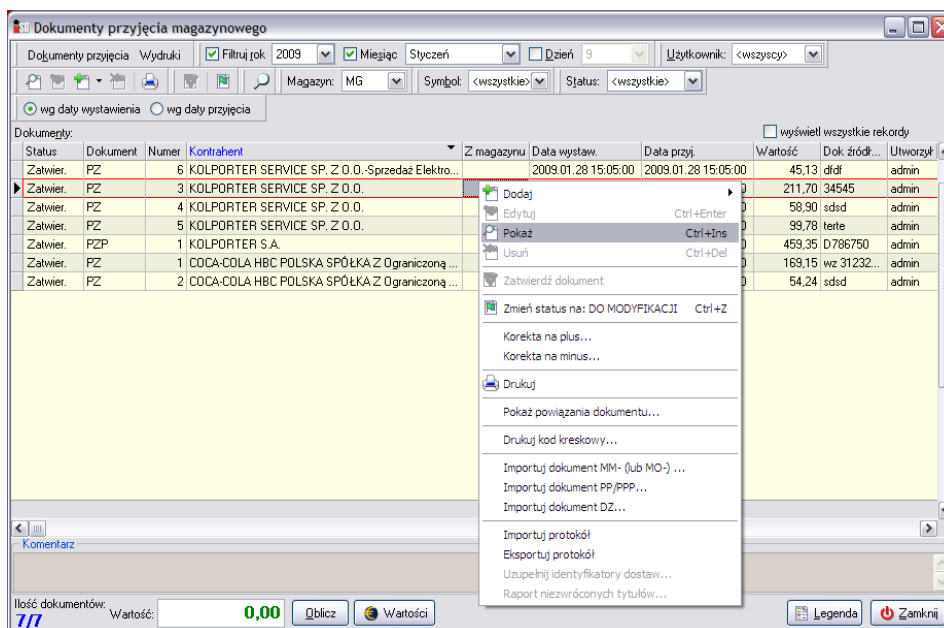 Dokumenty przyjęcia magazynowego
Dokumenty przyjęcia Wydruki Filtruj rok 2009 Miesiąc Styczeń Dzień 9 Użytkownik: <wszyscy>
Magazyn: MG Symbol: <wszystkie> Status: <wszystkie>
wg daty wystawienia wg daty przyjęcia
Dokumenty: wyświetl wszystkie rekordy
Status Dokument Numer Kontrahent Z magazynu Data wystaw. Data przyj. Wartość Dok źródł... Utworzył
Zatwier. PZ 6 KOLPORTER SERVICE SP. Z O.O.-Sprzedaż Elektro... 2009.01.28 15:05:00 2009.01.28 15:05:00 45,13 dfdf admin
Zatwier. PZ 3 KOLPORTER SERVICE SP. Z O.O. 211,70 34545 admin
Zatwier. PZ 4 KOLPORTER SERVICE SP. Z O.O. 58,90 sdsd admin
Zatwier. PZ 5 KOLPORTER SERVICE SP. Z O.O. 99,78 terte admin
Zatwier. PZP 1 KOLPORTER S.A. 459,35 D786750 admin
Zatwier. PZ 1 COCA-COLA HBC POLSKA SPÓŁKA Z Ograniczoną ... 169,15 wz 31232... admin
Zatwier. PZ 2 COCA-COLA HBC POLSKA SPÓŁKA Z Ograniczoną ... 54,24 sdsd admin
Dodaj
Edytuj Ctrl+Enter
Pokaż Ctrl+Ins
Usuń Ctrl+Del
Zatwierdź dokument
Zmień status na: DO MODYFIKACJI Ctrl+Z
Korekta na plus...
Korekta na minus...
Drukuj
Pokaż powiązania dokumentu...
Drukuj kod kreskowy...
Importuj dokument MM- (lub MO-) ...
Importuj dokument PP/PPP...
Importuj dokument DZ...
Importuj protokół
Eksportuj protokół
Uzupełnij identyfikatory dostaw...
Raport niezwróconych tytułów...
Komentarz
Ilość dokumentów:
7/7 Wartość: 0,00 Oblicz Wartości Legenda Zamknij